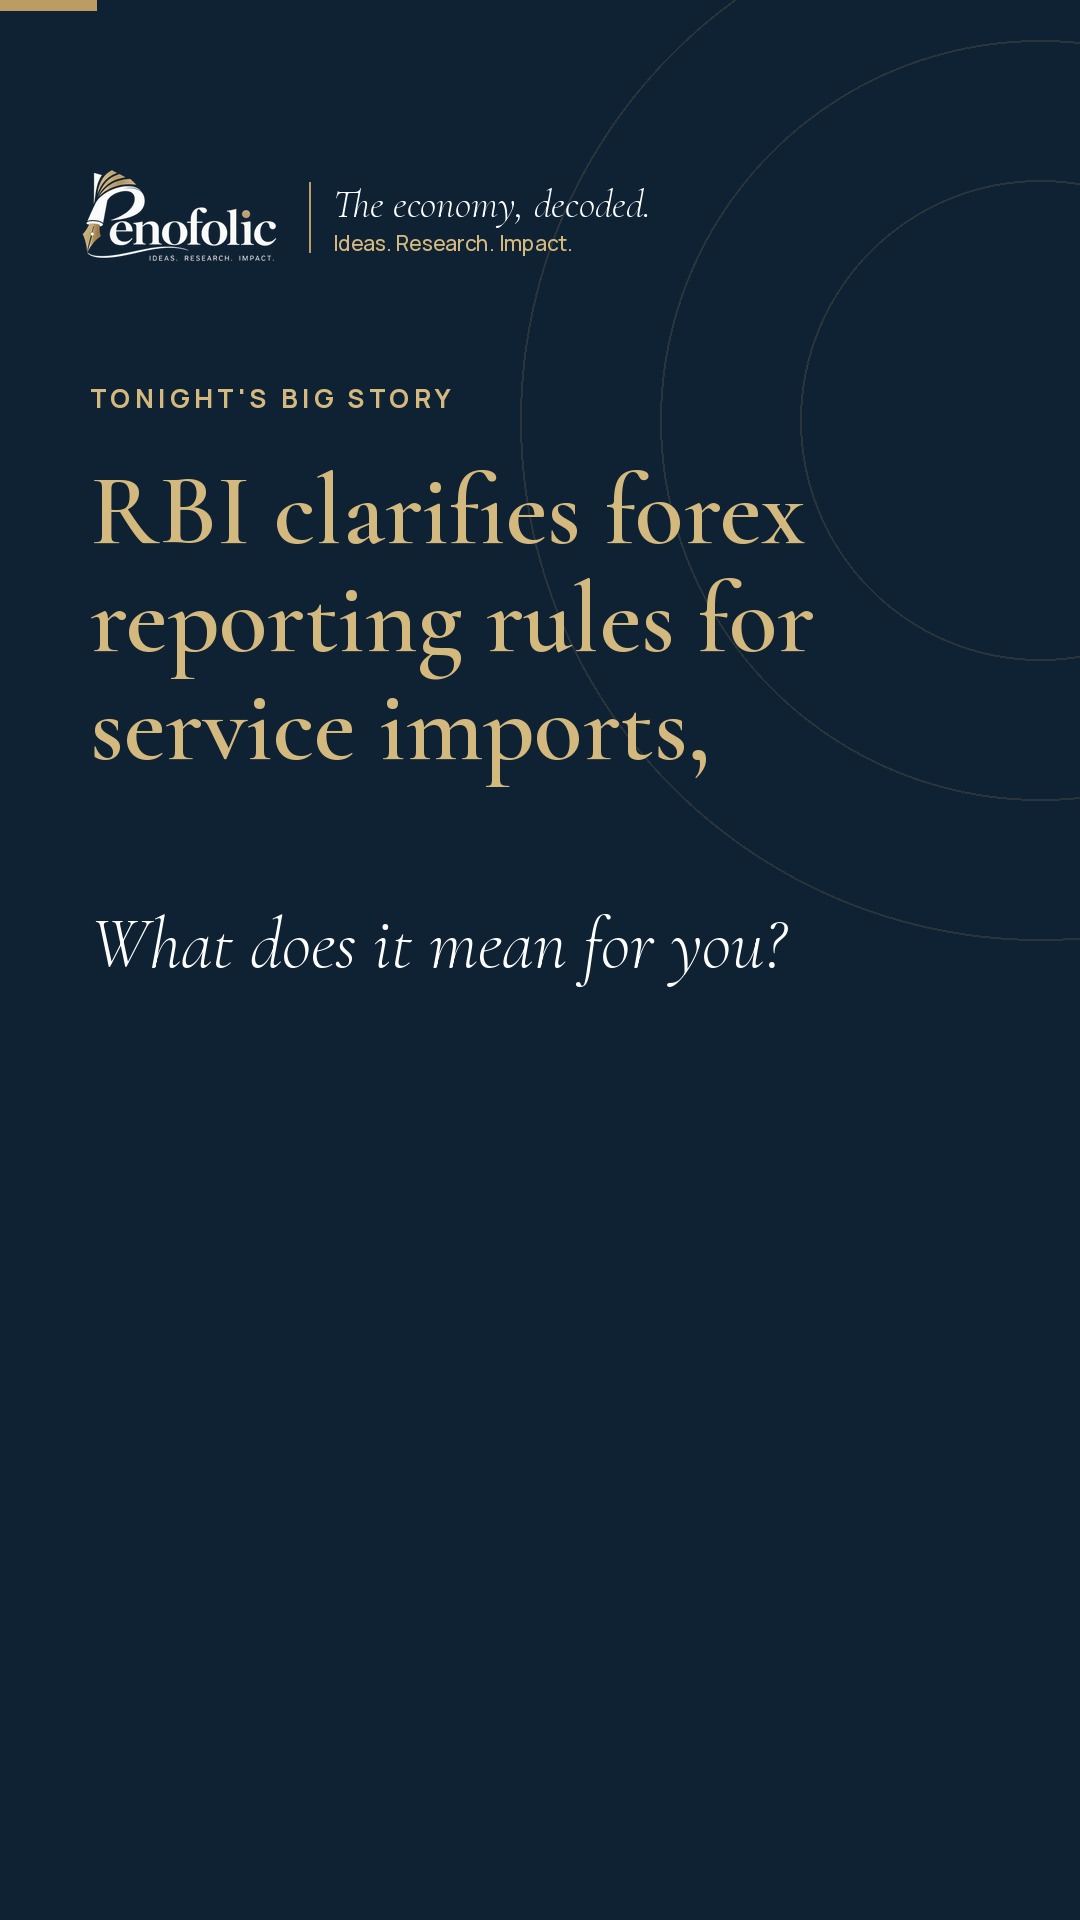 Penofolic
IDEAS. RESEARCH. IMPACT.
The economy, decoded.
Ideas. Research. Impact.
TONIGHT'S BIG STORY
RBI clarifies forex
reporting rules for
service imports,
What does it mean for you?